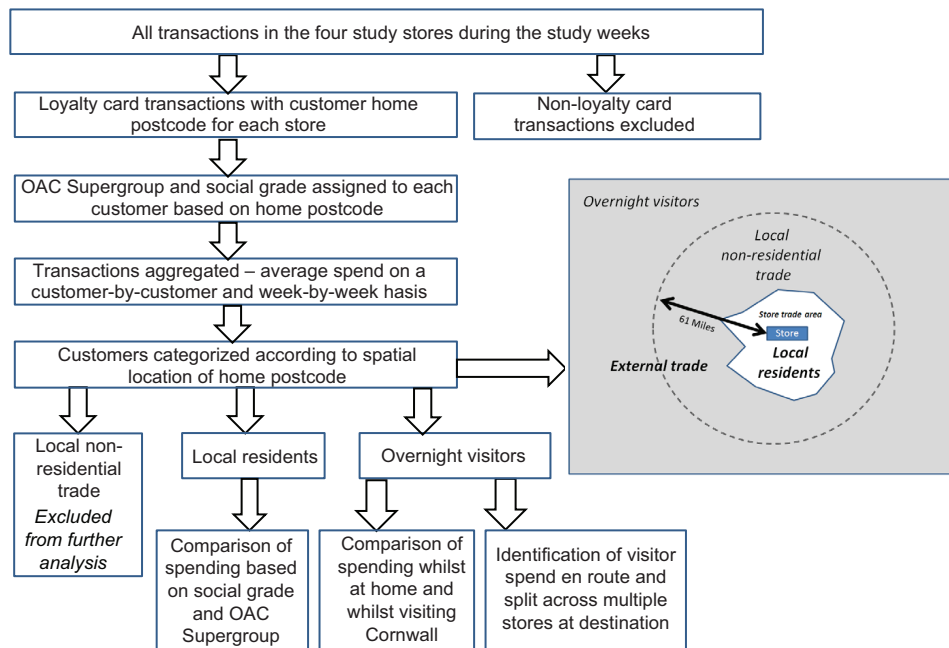 All transactions in the four study stores during the study weeks
Loyalty card transactions with customer home
postcode for each store
Non-loyalty card
transactions excluded
OAC Supergroup and social grade assigned to each
customer based on home postcode
Transactions aggregated – average spend on a
customer-by-customer and week-by-week hasis
Customers categorized according to spatial
location of home postcode
Overnight visitors
Local
non-residential
trade
61 Miles
Store trade area
Store
Local
residents
External trade
Local non-
residential
trade
Excluded
from further
analysis
Local residents
Overnight visitors
Comparison of
spending based
on social grade
and OAC
Supergroup
Comparison of
spending whilst
at home and
whilst visiting
Cornwall
Identification of visitor
spend en route and
split across multiple
stores at destination